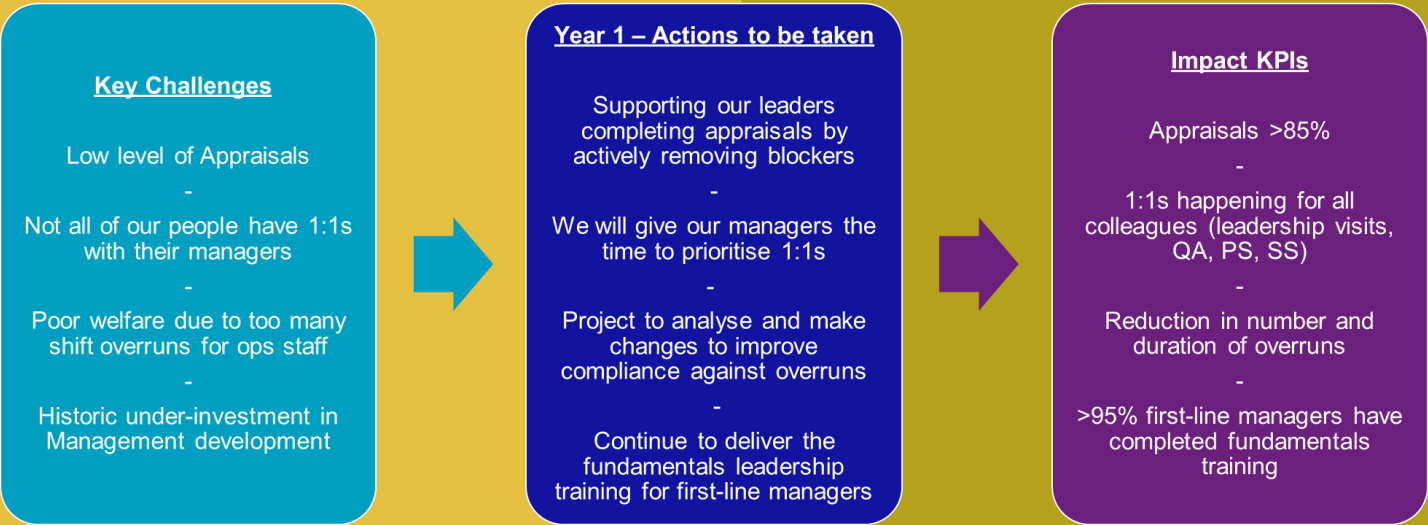 Key Challenges
Low level of Appraisals
-
Not all of our people have 1:1s
with their managers
-
Poor welfare due to too many
shift overruns for ops staff
-
Historic under-investment in
Management development
Year 1 – Actions to be taken
Supporting our leaders
completing appraisals by
actively removing blockers
-
We will give our managers the
time to prioritise 1:1s
-
Project to analyse and make
changes to improve
compliance against overruns
-
Continue to deliver the
fundamentals leadership
training for first-line managers
Impact KPIs
Appraisals >85%
-
1:1s happening for all
colleagues (leadership visits,
QA, PS, SS)
-
Reduction in number and
duration of overruns
-
>95% first-line managers have
completed fundamentals
training